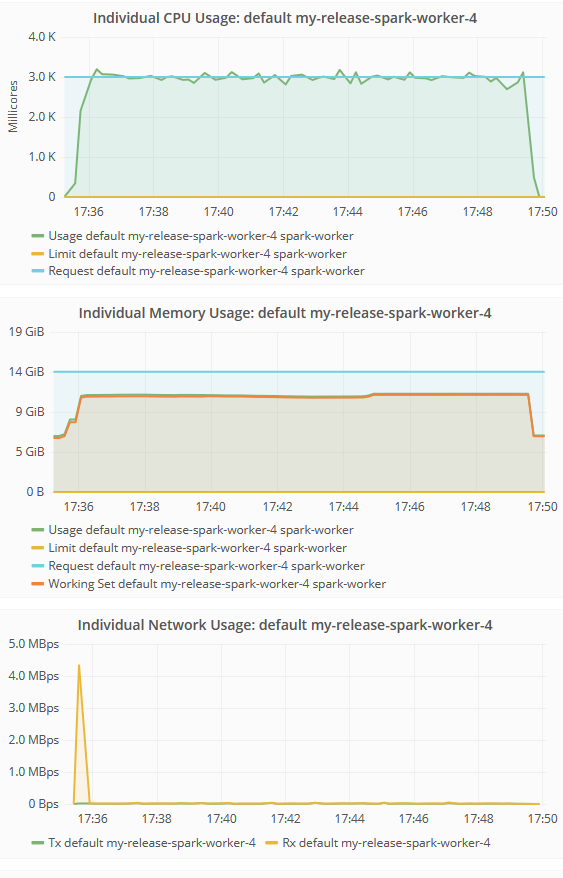 Individual CPU Usage: default my-release-spark-worker-4
4.0 K
3.0 K
2.0 K
1.0 K
0
Millicores
17:36 17:38 17:40 17:42 17:44 17:46 17:48 17:50
Usage default my-release-spark-worker-4 spark-worker
Limit default my-release-spark-worker-4 spark-worker
Request default my-release-spark-worker-4 spark-worker
Individual Memory Usage: default my-release-spark-worker-4
19 GiB
14 GiB
9 GiB
5 GiB
0 B
17:36 17:38 17:40 17:42 17:44 17:46 17:48 17:50
Usage default my-release-spark-worker-4 spark-worker
Limit default my-release-spark-worker-4 spark-worker
Request default my-release-spark-worker-4 spark-worker
Working Set default my-release-spark-worker-4 spark-worker
Individual Network Usage: default my-release-spark-worker-4
5.0 MBps
4.0 MBps
3.0 MBps
2.0 MBps
1.0 MBps
0 Bps
17:36 17:38 17:40 17:42 17:44 17:46 17:48 17:50
Tx default my-release-spark-worker-4 Rx default my-release-spark-worker-4